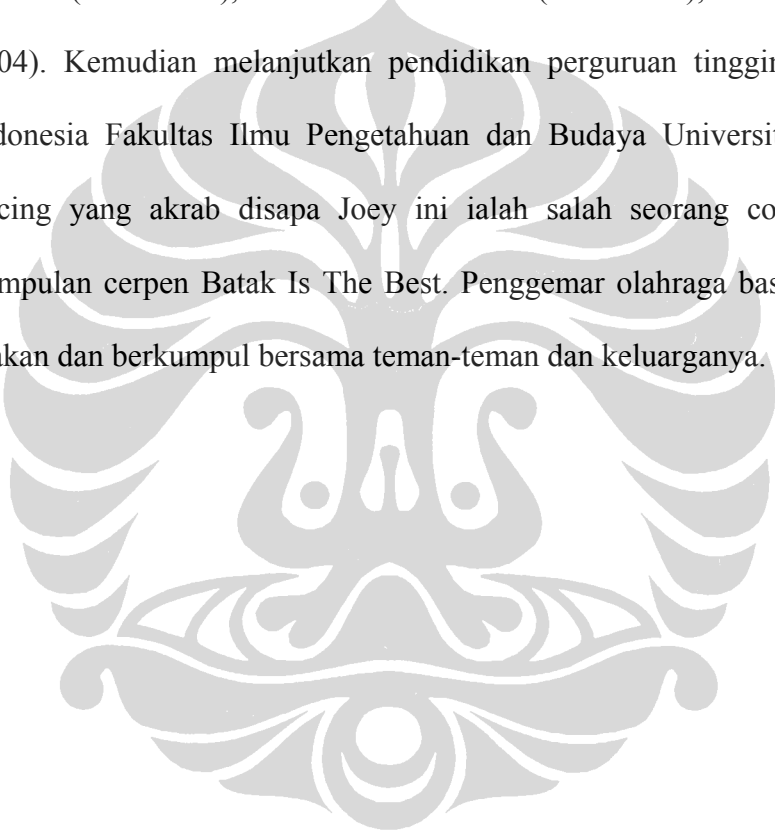 04). Kemudian melanjutkan pendidikan perguruan tinggin
donesia Fakultas Ilmu Pengetahuan dan Budaya Universit
cing yang akrab disapa Joey ini ialah salah seorang co
mpulan cerpen Batak Is The Best. Penggemar olahraga bas
akan dan berkumpul bersama teman-teman dan keluarganya.